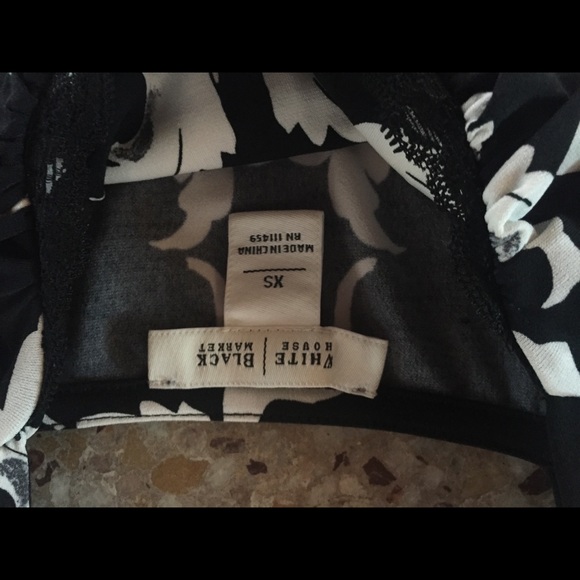 WHITE | BLACK
HOUSE | MARKET
XS
MADE IN CHINA
RN 111459